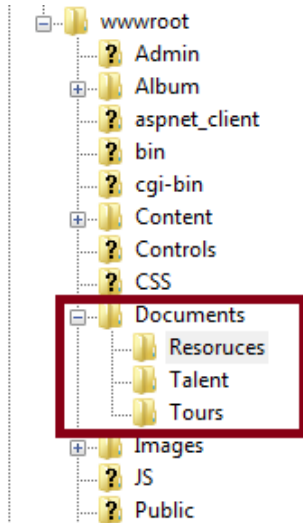 wwwroot
Admin
Album
aspnet_client
bin
cgi-bin
Content
Controls
CSS
Documents
Resoruces
Talent
Tours
Images
JS
Public